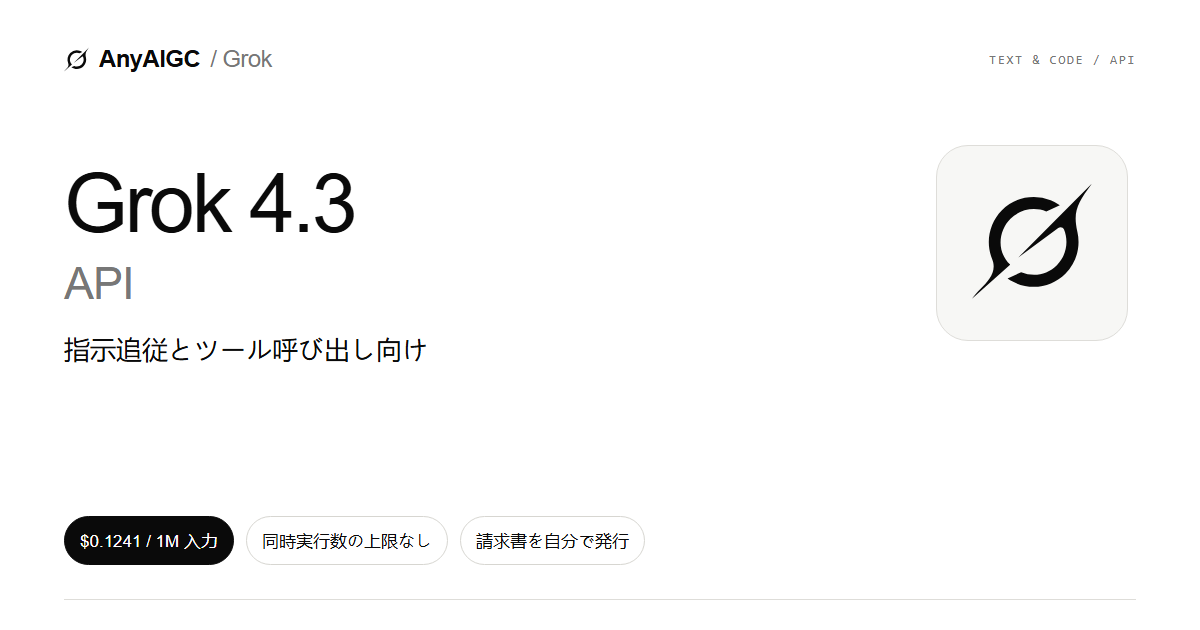 AnyAIGC / Grok
TEXT & CODE / API
Grok 4.3
API
指示追従とツール呼び出し向け
$0.1241 / 1M 入力
同時実行数の上限なし
請求書を自分で発行